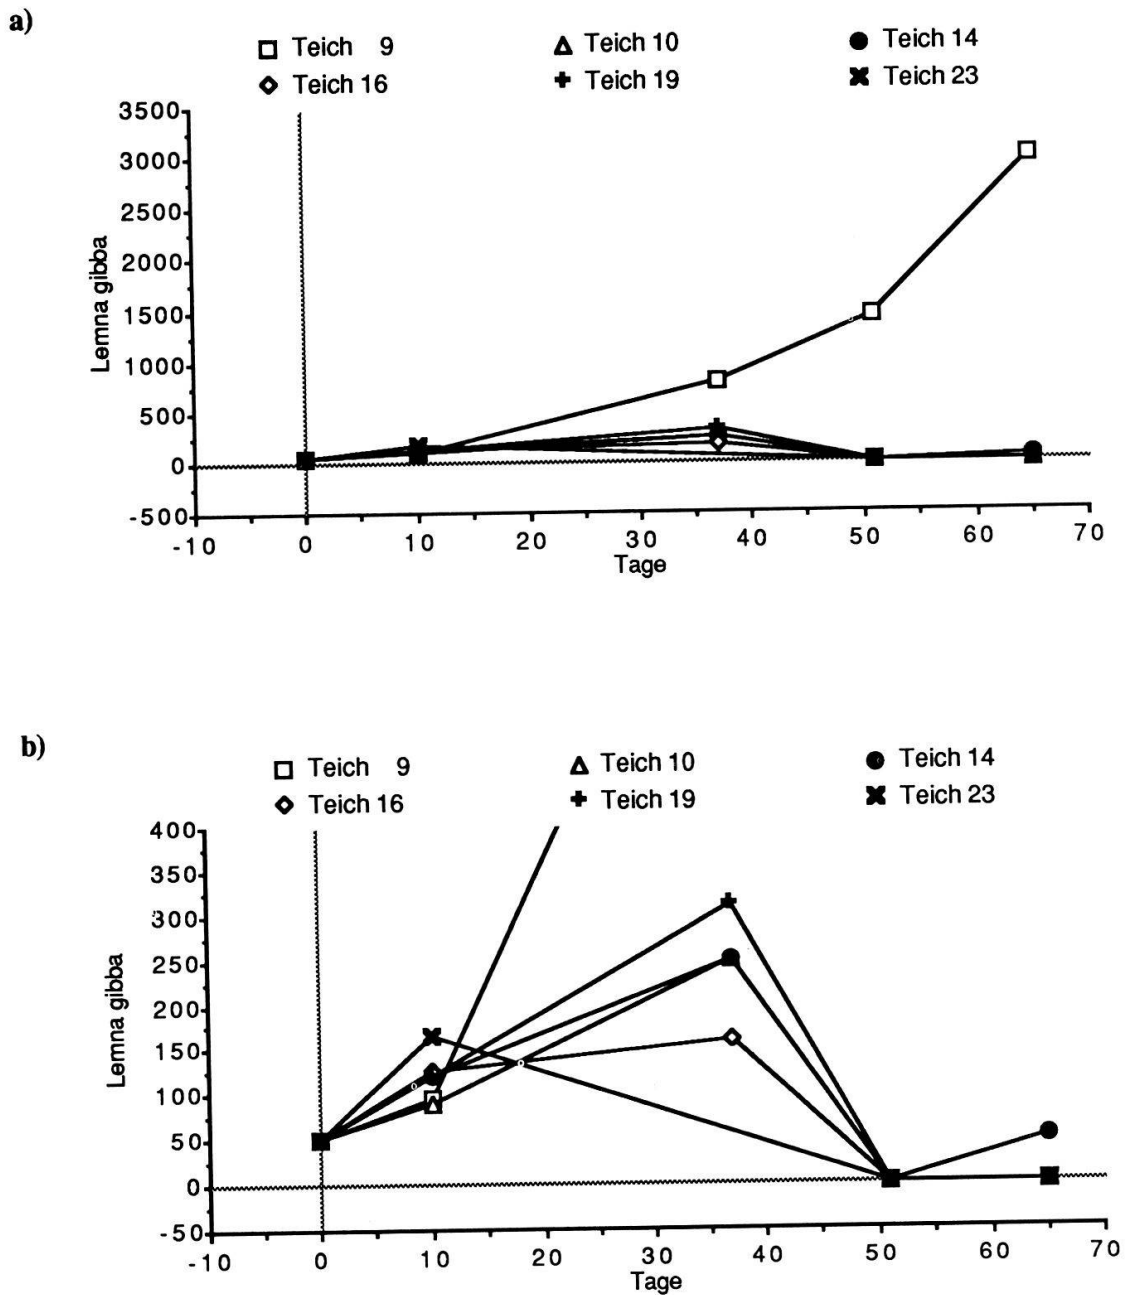 a)
Teich 9 Teich 10 Teich 14
Teich 16 Teich 19 Teich 23
3500
3000
2500
2000
1500
1000
500
0
-500
Lemna gibba
-10 0 10 20 30 40 50 60 70
Tage
b)
Teich 9 Teich 10 Teich 14
Teich 16 Teich 19 Teich 23
400
350
300
250
200
150
100
50
0
-50
Lemna gibba
-10 0 10 20 30 40 50 60 70
Tage